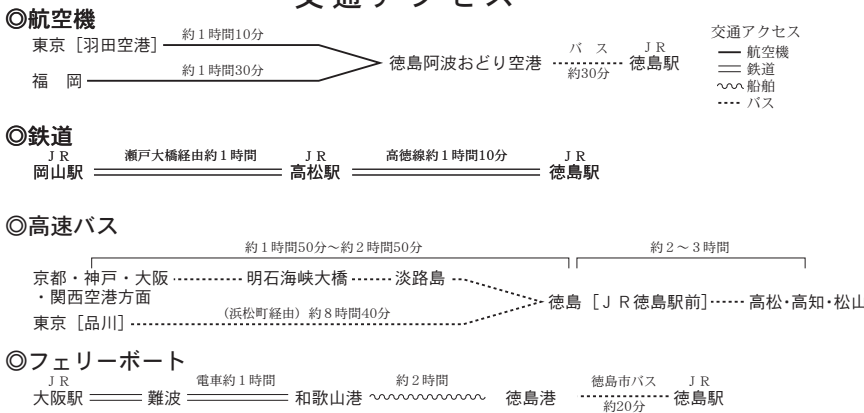 交通アクセス
◎航空機
東京［羽田空港］ 約１時間10分
福　岡 約１時間30分
徳島阿波おどり空港 バ　ス 約30分 ＪＲ 徳島駅
交通アクセス
航空機
鉄道
船舶
バス
◎鉄道
ＪＲ 瀬戸大橋経由約１時間 ＪＲ 高徳線約１時間10分 ＪＲ
岡山駅 高松駅 徳島駅
◎高速バス
約１時間50分〜約２時間50分 約２〜３時間
京都・神戸・大阪 明石海峡大橋 淡路島
・関西空港方面
徳島［ＪＲ徳島駅前］ 高松・高知・松山
東京［品川］ （浜松町経由）約８時間40分
◎フェリーボート
ＪＲ 電車約１時間 約２時間 徳島市バス ＪＲ
大阪駅 難波 和歌山港 徳島港 約20分 徳島駅